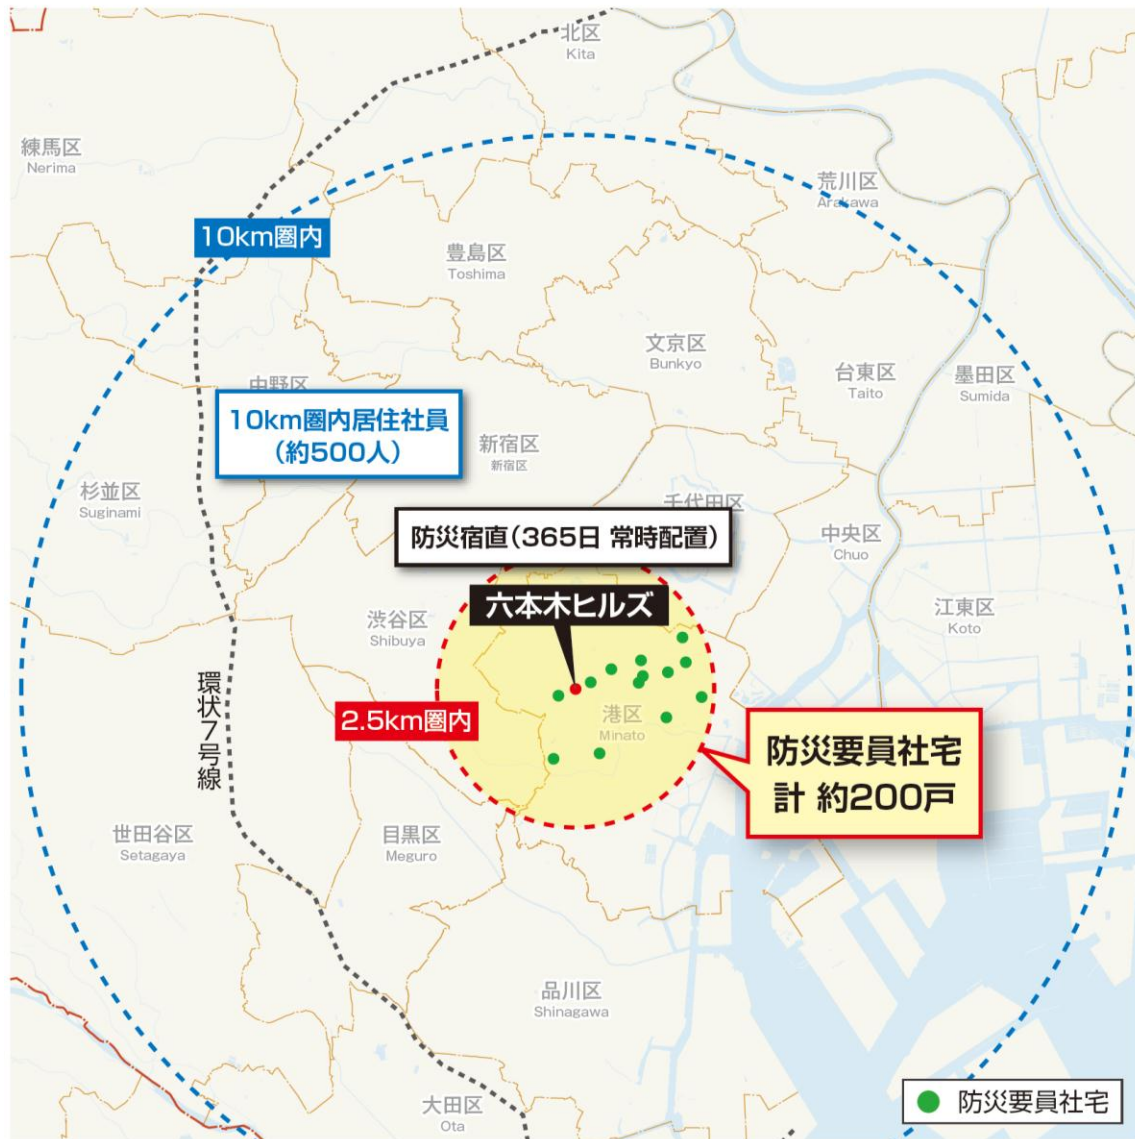 北区
Kita
練馬区
Nerima
荒川区
Arakawa
10km圏内
豊島区
Toshima
文京区
Bunkyo
台東区
Taito
墨田区
Sumida
中野区
10km圏内居住社員
（約500人）
新宿区
新宿区
杉並区
Suginami
千代田区
防災宿直（365日 常時配置）
中央区
Chuo
六本木ヒルズ
渋谷区
Shibuya
江東区
Koto
環状7号線
2.5km圏内
港区
Minato
防災要員社宅
計 約200戸
世田谷区
Setagaya
目黒区
Meguro
品川区
Shinagawa
大田区
Ota
防災要員社宅